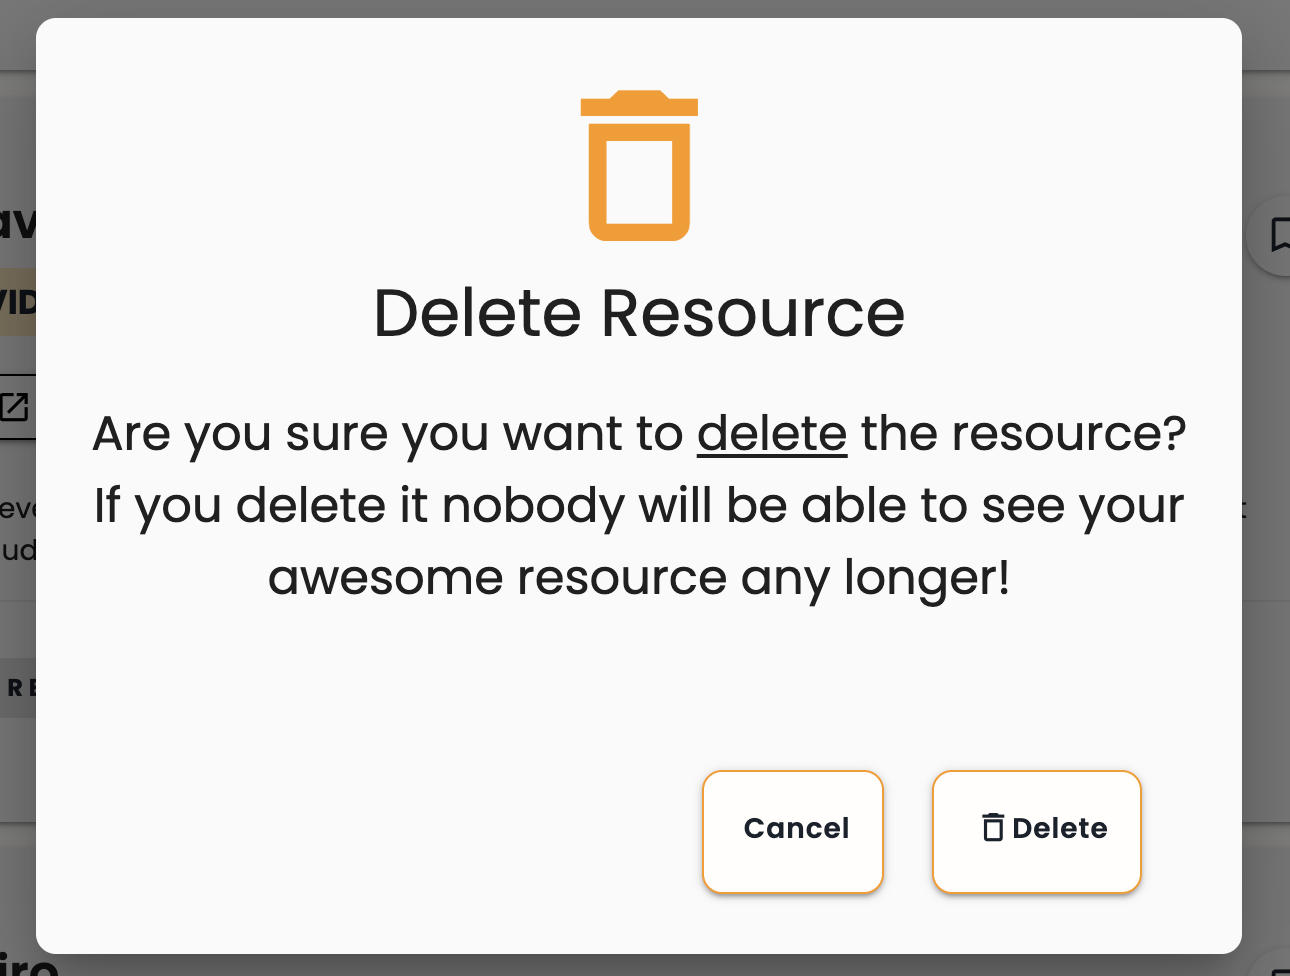 Delete Resource
Are you sure you want to delete the resource?
If you delete it nobody will be able to see your
awesome resource any longer!
Cancel
Delete